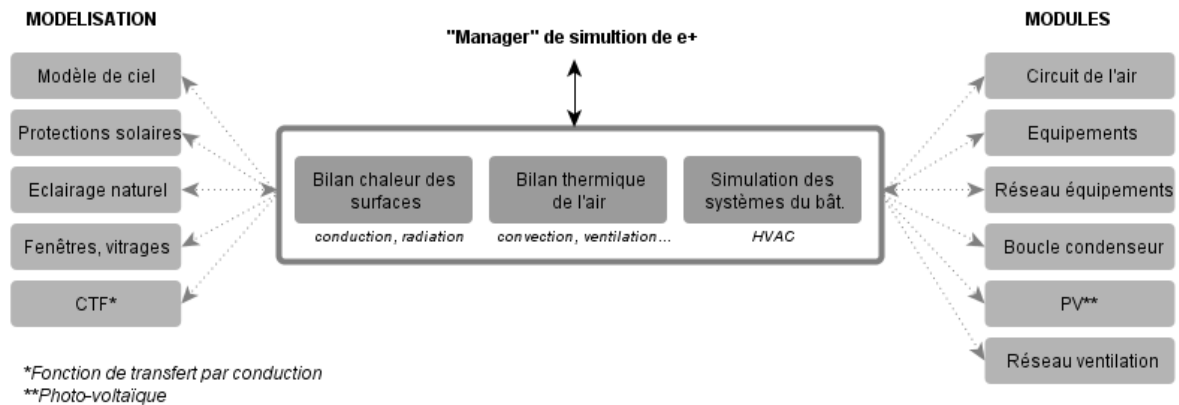 MODELISATION
Modèle de ciel
Protections solaires
Eclairage naturel
Fenêtres, vitrages
CTF*
"Manager" de simultion de e+
Bilan chaleur des
surfaces
conduction, radiation
Bilan thermique
de l'air
convection, ventilation...
Simulation des
systèmes du bât.
HVAC
MODULES
Circuit de l'air
Equipements
Réseau équipements
Boucle condenseur
PV**
Réseau ventilation
*Fonction de transfert par conduction
**Photo-voltaïque